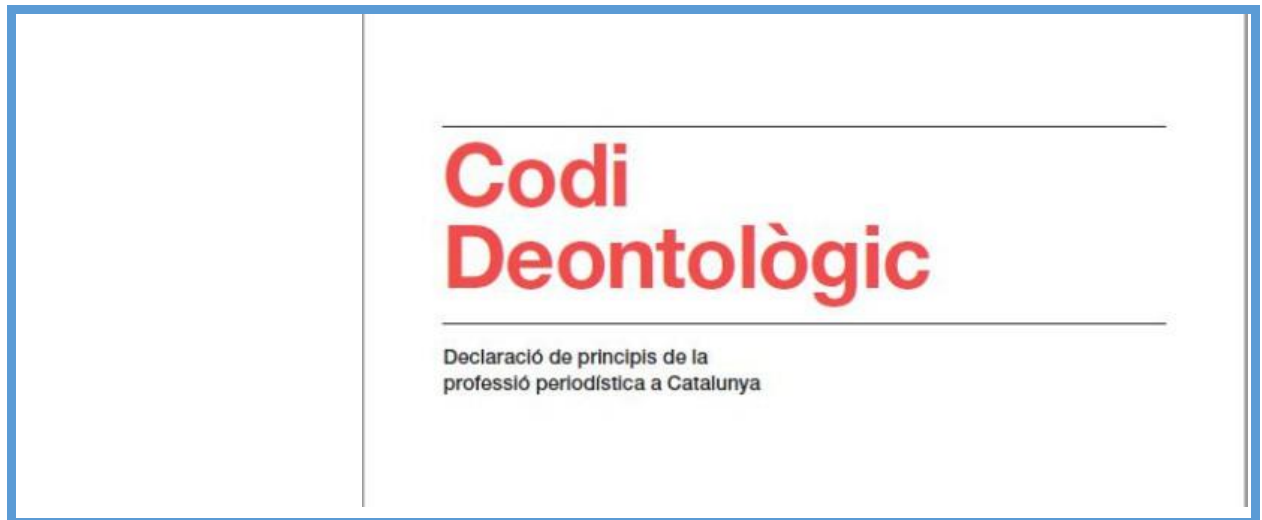 Codi
Deontològic
Declaració de principis de la
professió periodística a Catalunya